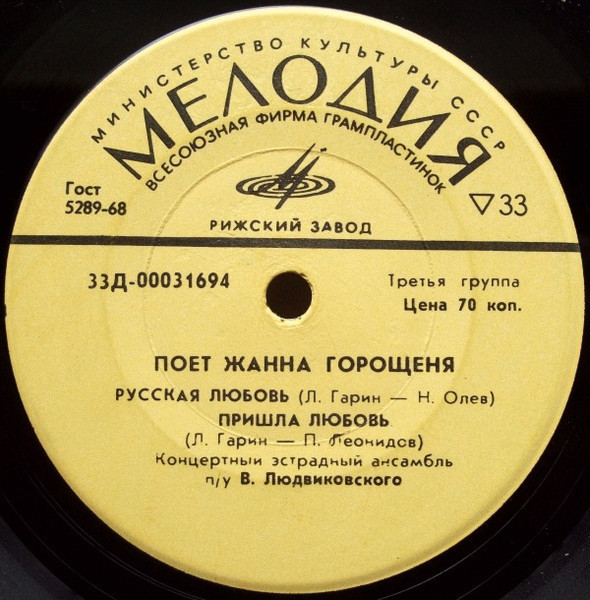 МИНИСТЕРСТВО КУЛЬТУРЫ СССР
МЕЛОДИЯ
ВСЕСОЮЗНАЯ ФИРМА ГРАМПЛАСТИНОК
Гост
5289-68
▽33
РИЖСКИЙ ЗАВОД
33Д-00031694
Третья группа
Цена 70 коп.
ПОЕТ ЖАННА ГОРОЩЕНЯ
РУССКАЯ ЛЮБОВЬ (Л. Гарин — Н. Олев)
ПРИШЛА ЛЮБОВЬ
(Л. Гарин — П. Леонидов)
Концертный эстрадный ансамбль
п/у В. Людвиковского